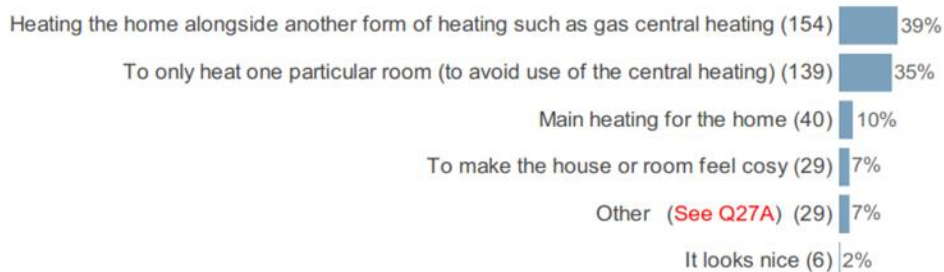 Heating the home alongside another form of heating such as gas central heating (154) 39%
To only heat one particular room (to avoid use of the central heating) (139) 35%
Main heating for the home (40) 10%
To make the house or room feel cosy (29) 7%
Other (See Q27A) (29) 7%
It looks nice (6) 2%